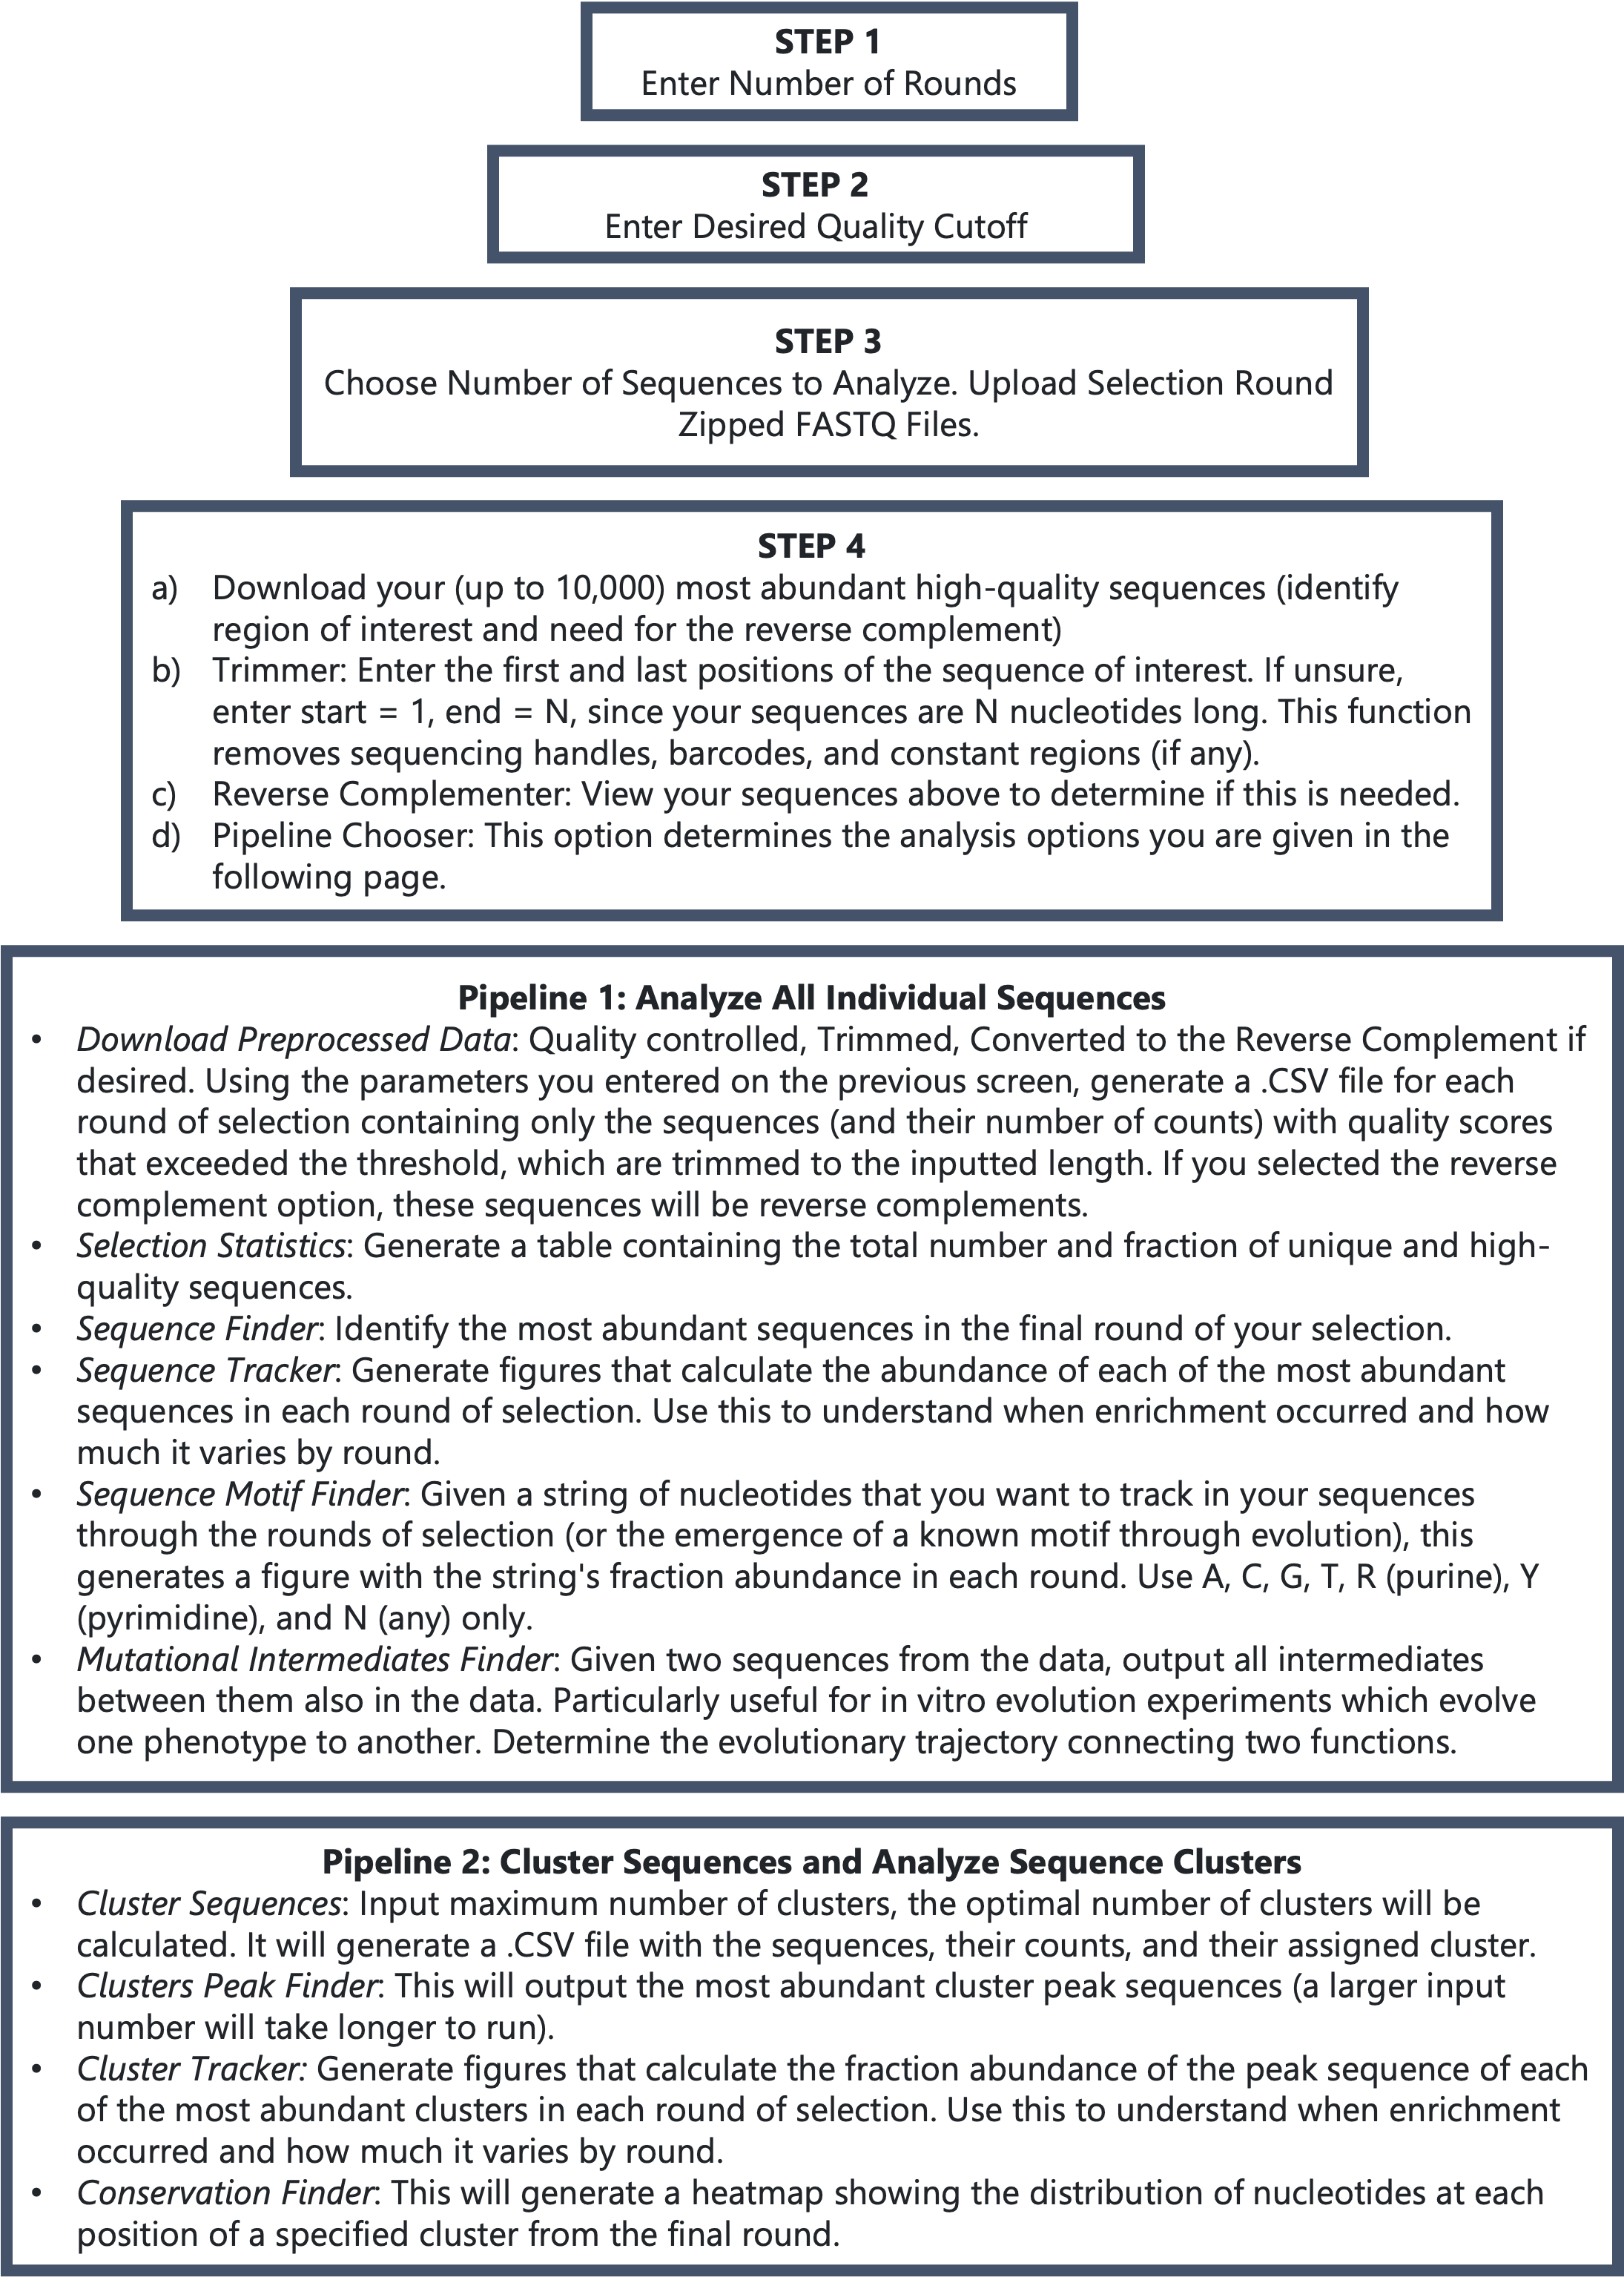 STEP 1
Enter Number of Rounds
STEP 2
Enter Desired Quality Cutoff
STEP 3
Choose Number of Sequences to Analyze. Upload Selection Round
Zipped FASTQ Files.
STEP 4
a) Download your (up to 10,000) most abundant high-quality sequences (identify
region of interest and need for the reverse complement)
b) Trimmer: Enter the first and last positions of the sequence of interest. If unsure,
enter start = 1, end = N, since your sequences are N nucleotides long. This function
removes sequencing handles, barcodes, and constant regions (if any).
c) Reverse Complementer: View your sequences above to determine if this is needed.
d) Pipeline Chooser: This option determines the analysis options you are given in the
following page.
Pipeline 1: Analyze All Individual Sequences
• Download Preprocessed Data: Quality controlled, Trimmed, Converted to the Reverse Complement if
desired. Using the parameters you entered on the previous screen, generate a .CSV file for each
round of selection containing only the sequences (and their number of counts) with quality scores
that exceeded the threshold, which are trimmed to the inputted length. If you selected the reverse
complement option, these sequences will be reverse complements.
• Selection Statistics: Generate a table containing the total number and fraction of unique and high-
quality sequences.
• Sequence Finder: Identify the most abundant sequences in the final round of your selection.
• Sequence Tracker: Generate figures that calculate the abundance of each of the most abundant
sequences in each round of selection. Use this to understand when enrichment occurred and how
much it varies by round.
• Sequence Motif Finder: Given a string of nucleotides that you want to track in your sequences
through the rounds of selection (or the emergence of a known motif through evolution), this
generates a figure with the string's fraction abundance in each round. Use A, C, G, T, R (purine), Y
(pyrimidine), and N (any) only.
• Mutational Intermediates Finder: Given two sequences from the data, output all intermediates
between them also in the data. Particularly useful for in vitro evolution experiments which evolve
one phenotype to another. Determine the evolutionary trajectory connecting two functions.
Pipeline 2: Cluster Sequences and Analyze Sequence Clusters
• Cluster Sequences: Input maximum number of clusters, the optimal number of clusters will be
calculated. It will generate a .CSV file with the sequences, their counts, and their assigned cluster.
• Clusters Peak Finder: This will output the most abundant cluster peak sequences (a larger input
number will take longer to run).
• Cluster Tracker: Generate figures that calculate the fraction abundance of the peak sequence of each
of the most abundant clusters in each round of selection. Use this to understand when enrichment
occurred and how much it varies by round.
• Conservation Finder: This will generate a heatmap showing the distribution of nucleotides at each
position of a specified cluster from the final round.